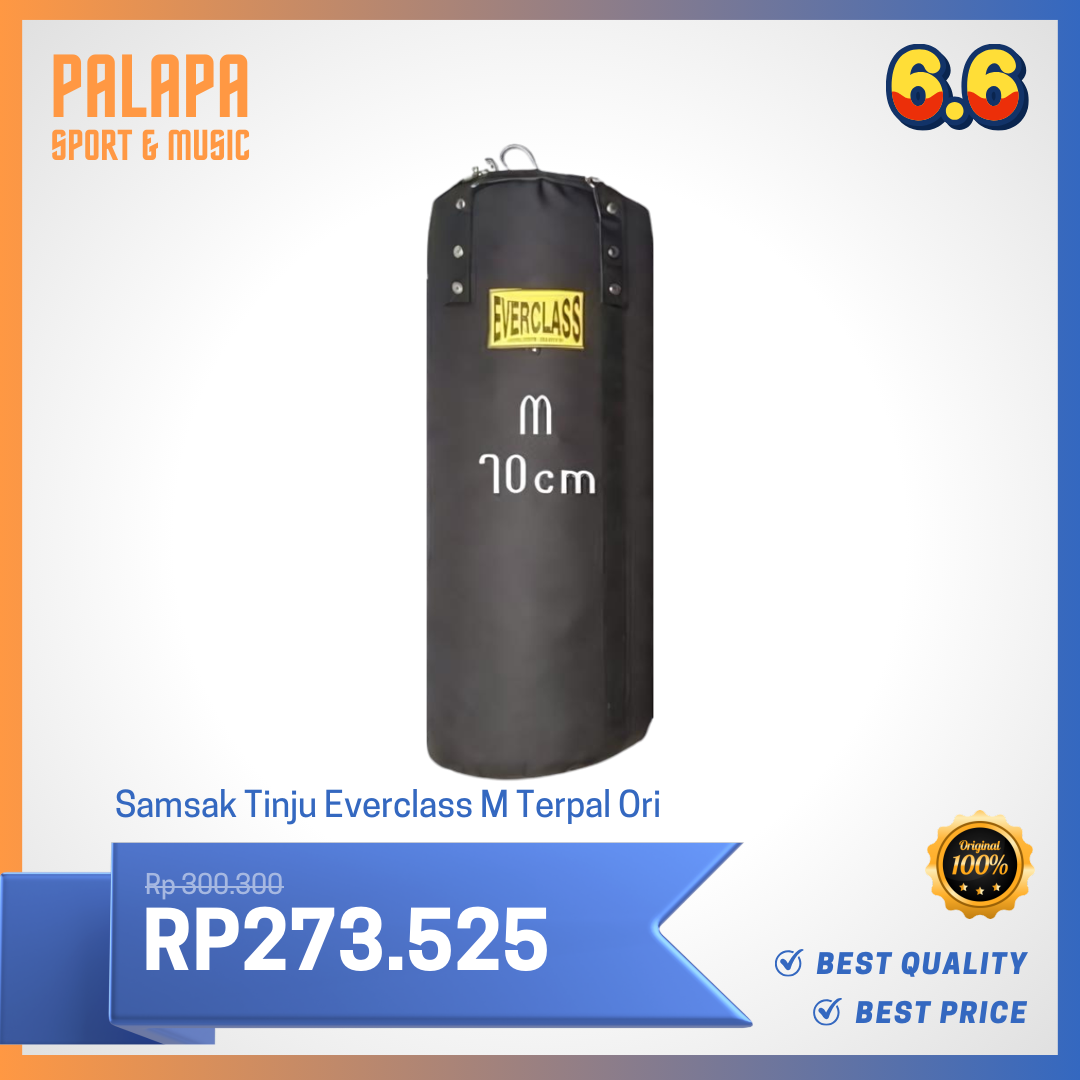 PALAPA
SPORT & MUSIC
6.6
EVERCLASS
M
70cm
Samsak Tinju Everclass M Terpal Ori
Rp 300.300
RP273.525
Original
100%
BEST QUALITY
BEST PRICE